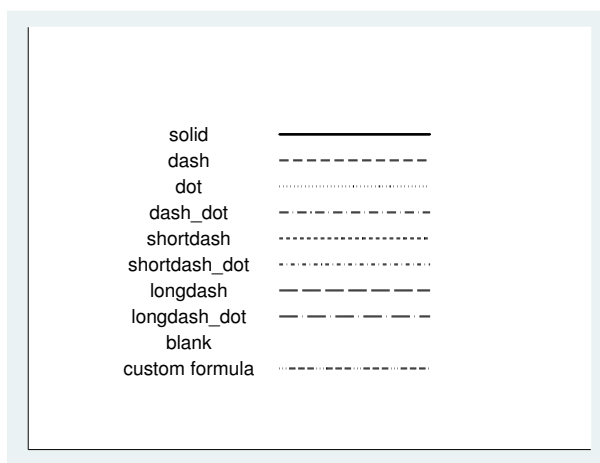 solid
dash
dot
dash_dot
shortdash
shortdash_dot
longdash
longdash_dot
blank
custom formula